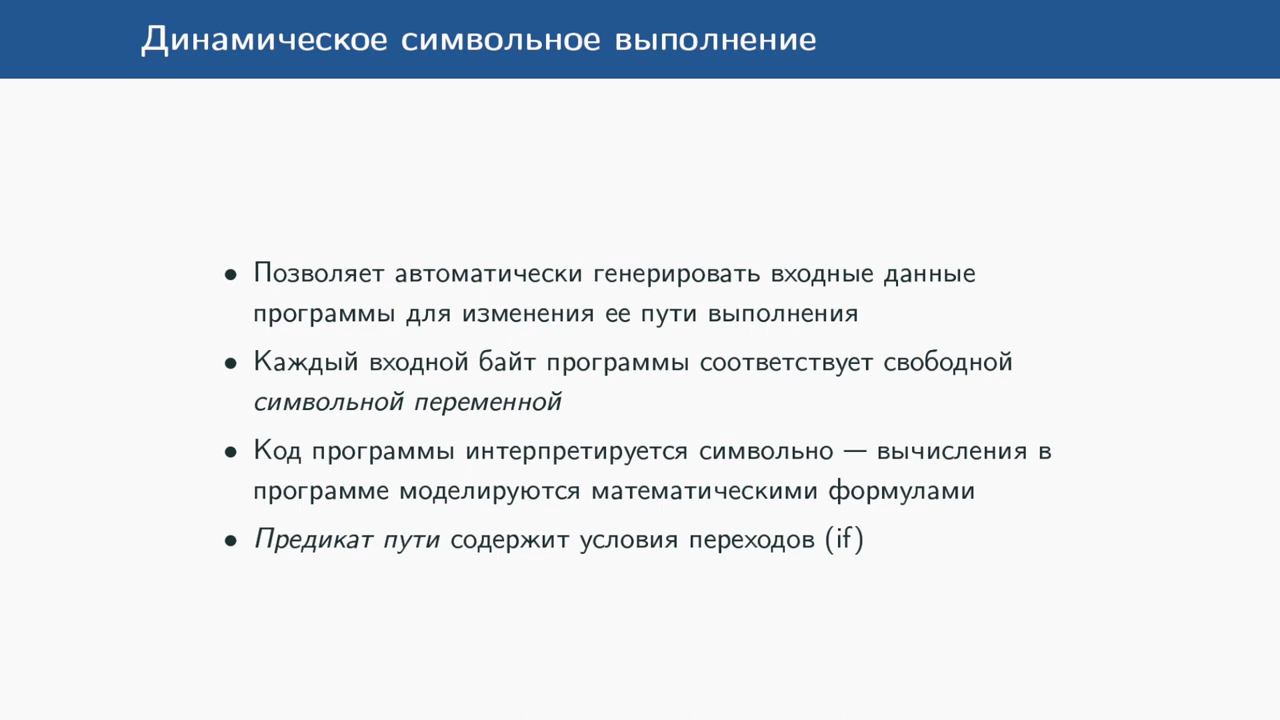 Динамическое символьное выполнение
• Позволяет автоматически генерировать входные данные
программы для изменения ее пути выполнения
• Каждый входной байт программы соответствует свободной
символьной переменной
• Код программы интерпретируется символьно — вычисления в
программе моделируются математическими формулами
• Предикат пути содержит условия переходов (if)